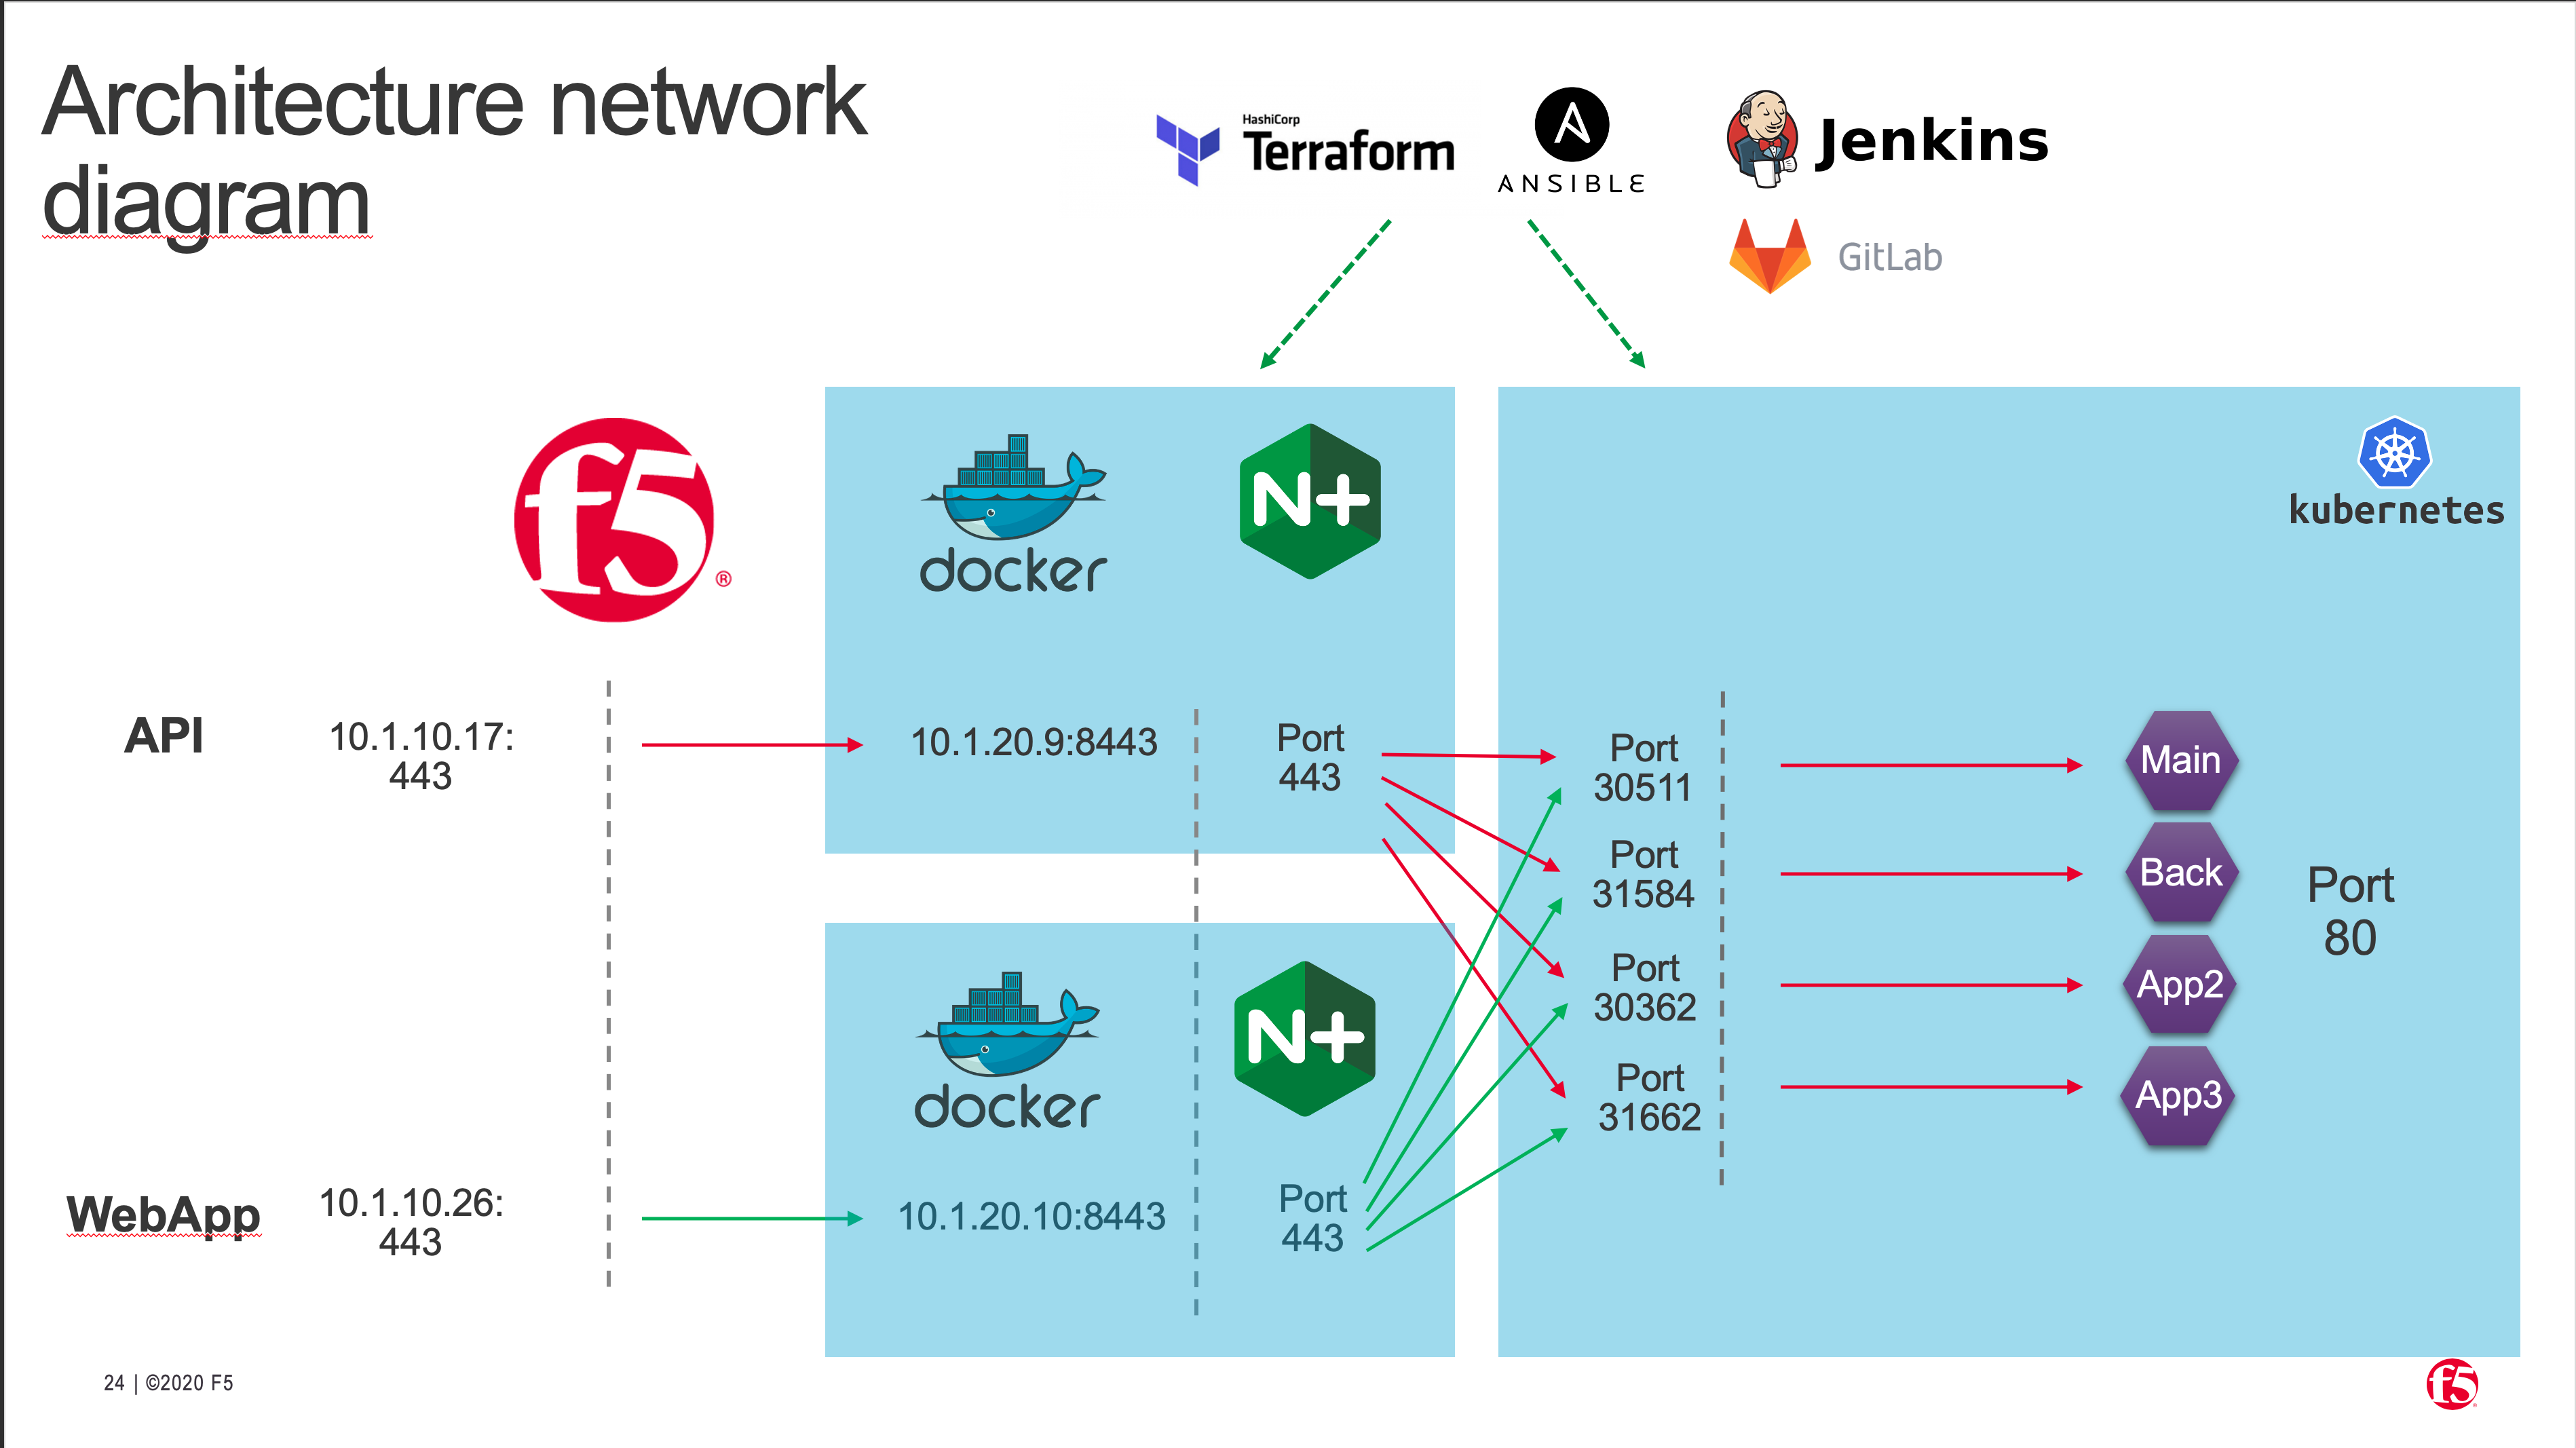 Architecture network
diagram
HashiCorp
Terraform
ANSIBLE
Jenkins
GitLab
f5
®
docker
N+
kubernetes
API
10.1.10.17:
443
10.1.20.9:8443
Port
443
Port
30511
Port
31584
Port
30362
Port
31662
Main
Back
App2
App3
Port
80
docker
N+
WebApp
10.1.10.26:
443
10.1.20.10:8443
Port
443
24 | ©2020 F5
f5